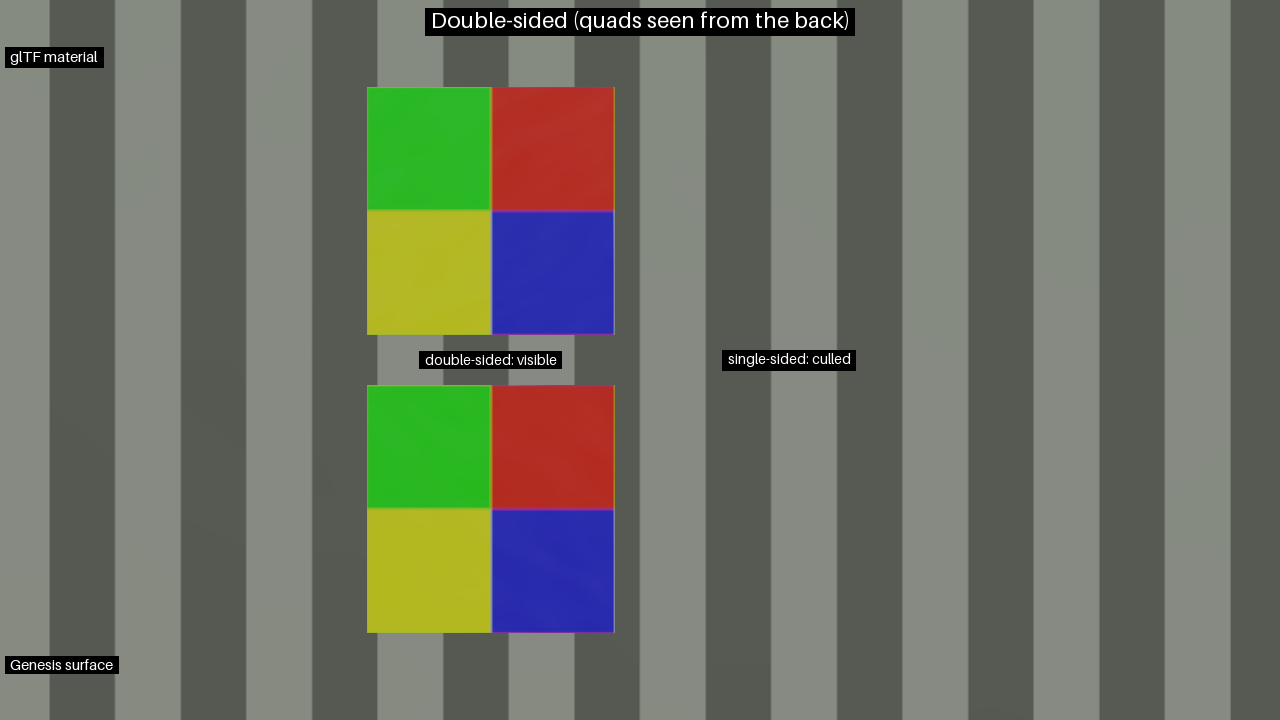 Double-sided (quads seen from the back)
glTF material
double-sided: visible
single-sided: culled
Genesis surface